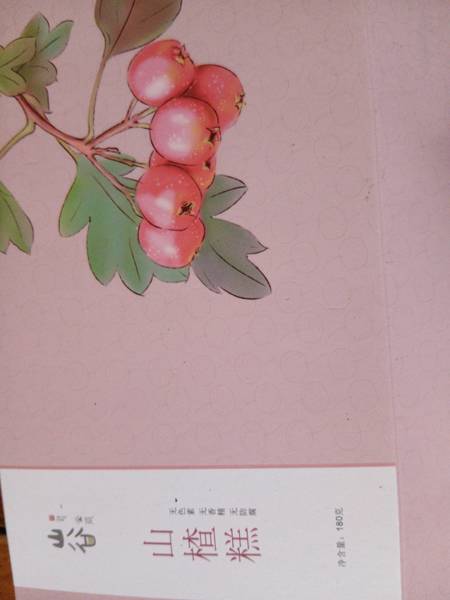 山谷
山楂糕
无色素 无香精 无防腐
净含量：180克